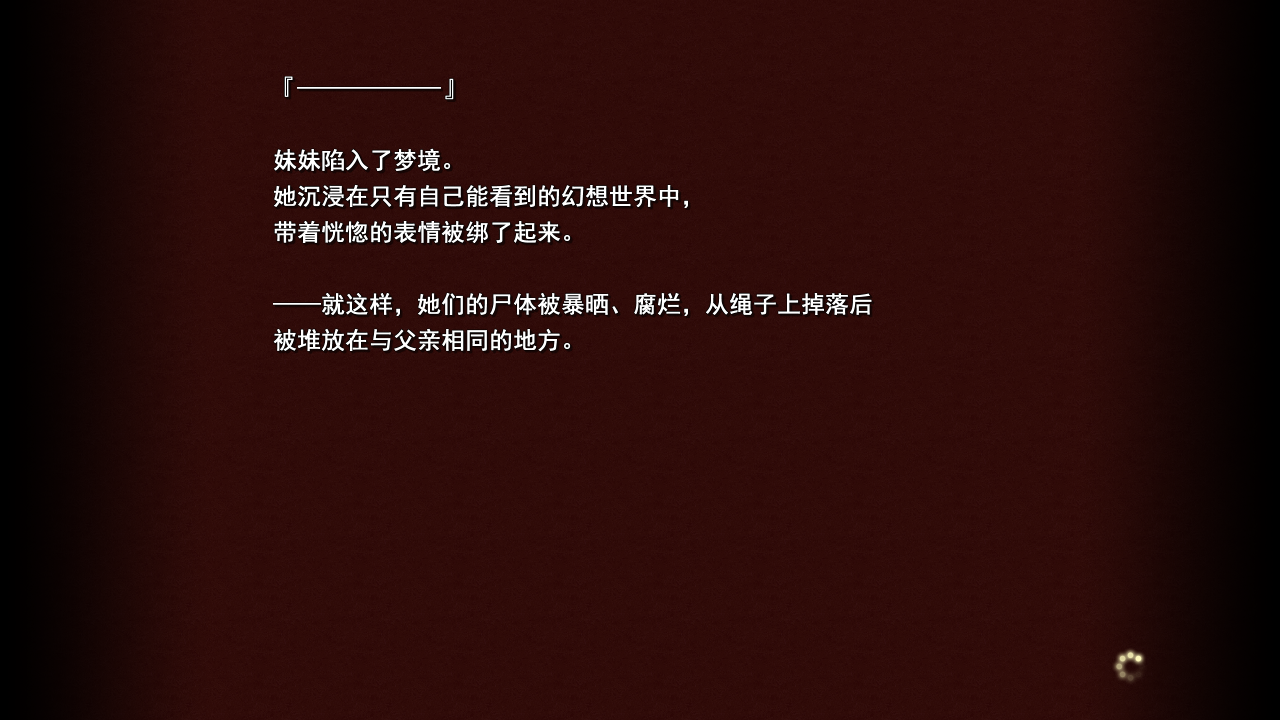 『——————』
妹妹陷入了梦境。
她沉浸在只有自己能看到的幻想世界中，
带着恍惚的表情被绑了起来。
——就这样，她们的尸体被暴晒、腐烂，从绳子上掉落后
被堆放在与父亲相同的地方。